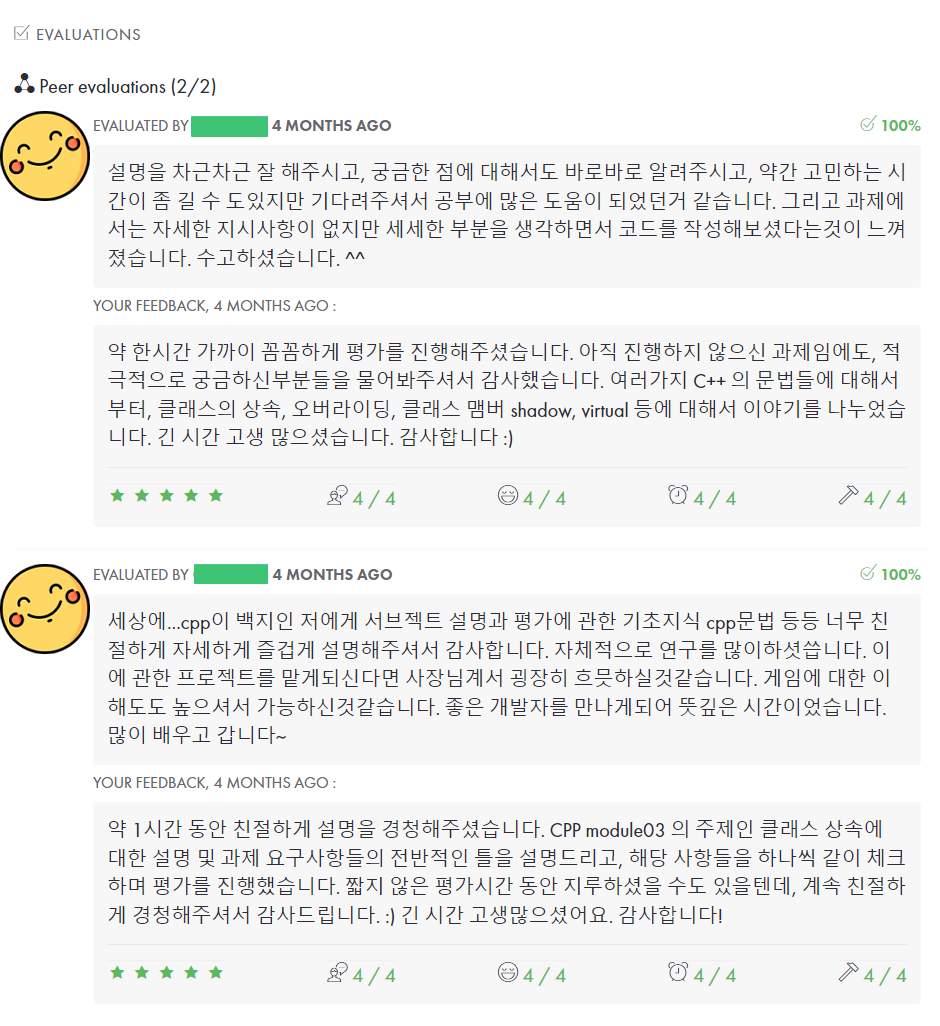 EVALUATIONS
Peer evaluations (2/2)
EVALUATED BY 4 MONTHS AGO 100%
설명을 차근차근 잘 해주시고, 궁금한 점에 대해서도 바로바로 알려주시고, 약간 고민하는 시
간이 좀 길 수 도있지만 기다려주셔서 공부에 많은 도움이 되었던거 같습니다. 그리고 과제에
서는 자세한 지시사항이 없지만 세세한 부분을 생각하면서 코드를 작성해보셨다는것이 느껴
졌습니다. 수고하셨습니다. ^^
YOUR FEEDBACK, 4 MONTHS AGO :
약 한시간 가까이 꼼꼼하게 평가를 진행해주셨습니다. 아직 진행하지 않으신 과제임에도, 적
극적으로 궁금하신부분들을 물어봐주셔서 감사했습니다. 여러가지 C++ 의 문법들에 대해서
부터, 클래스의 상속, 오버라이딩, 클래스 맴버 shadow, virtual 등에 대해서 이야기를 나누었습
니다. 긴 시간 고생 많으셨습니다. 감사합니다 :)
4 / 4 4 / 4 4 / 4 4 / 4
EVALUATED BY 4 MONTHS AGO 100%
세상에...cpp이 백지인 저에게 서브젝트 설명과 평가에 관한 기초지식 cpp문법 등등 너무 친
절하게 자세하게 즐겁게 설명해주셔서 감사합니다. 자체적으로 연구를 많이하셧씁니다. 이
에 관한 프로젝트를 맡게되신다면 사장님계서 굉장히 흐믓하실것같습니다. 게임에 대한 이
해도도 높으셔서 가능하신것같습니다. 좋은 개발자를 만나게되어 뜻깊은 시간이었습니다.
많이 배우고 갑니다~
YOUR FEEDBACK, 4 MONTHS AGO :
약 1시간 동안 친절하게 설명을 경청해주셨습니다. CPP module03 의 주제인 클래스 상속에
대한 설명 및 과제 요구사항들의 전반적인 틀을 설명드리고, 해당 사항들을 하나씩 같이 체크
하며 평가를 진행했습니다. 짧지 않은 평가시간 동안 지루하셨을 수도 있을텐데, 계속 친절하
게 경청해주셔서 감사드립니다. :) 긴 시간 고생많으셨어요. 감사합니다!
4 / 4 4 / 4 4 / 4 4 / 4